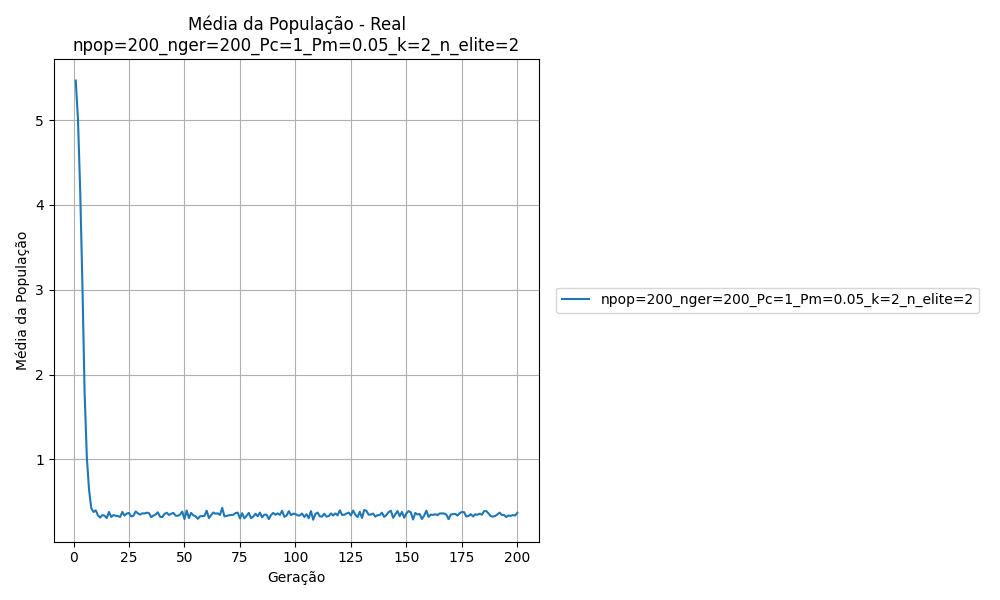 Média da População - Real
npop=200_nger=200_Pc=1_Pm=0.05_k=2_n_elite=2
Média da População
5
4
3
2
1
0
25
50
75
100
125
150
175
200
Geração
npop=200_nger=200_Pc=1_Pm=0.05_k=2_n_elite=2